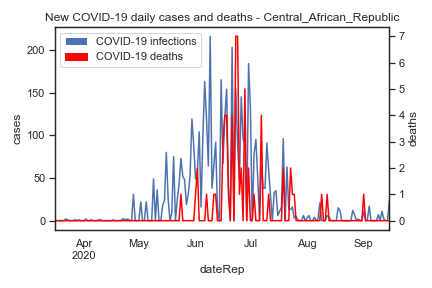 New COVID-19 daily cases and deaths - Central_African_Republic
COVID-19 infections
COVID-19 deaths
cases
200
150
100
50
0
deaths
7
6
5
4
3
2
1
0
Apr May Jun Jul Aug Sep
2020
dateRep